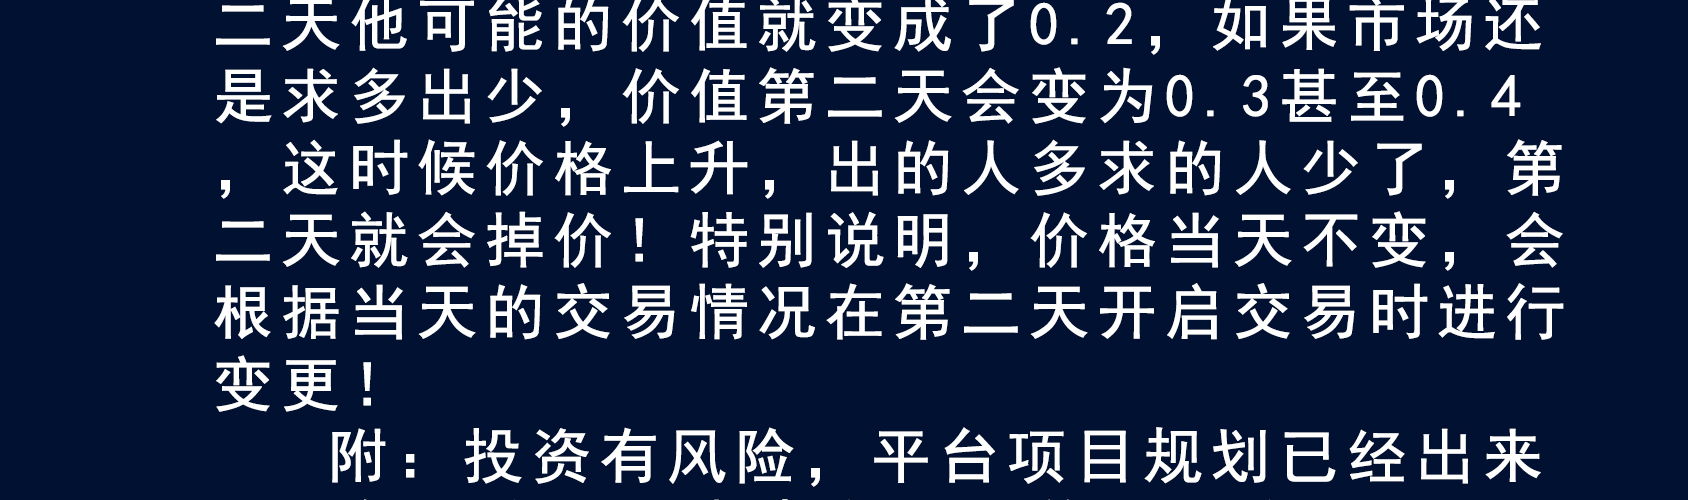 二天他可能的价值就变成了0.2，如果市场还
是求多出少，价值第二天会变为0.3甚至0.4
，这时候价格上升，出的人多求的人少了，第
二天就会掉价！特别说明，价格当天不变，会
根据当天的交易情况在第二天开启交易时进行
变更！
附：投资有风险，平台项目规划已经出来